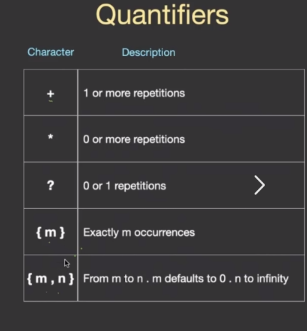 Quantifiers
Character Description
+ 1 or more repetitions
* 0 or more repetitions
? 0 or 1 repetitions
{ m } Exactly m occurrences
{ m , n } From m to n . m defaults to 0 . n to infinity